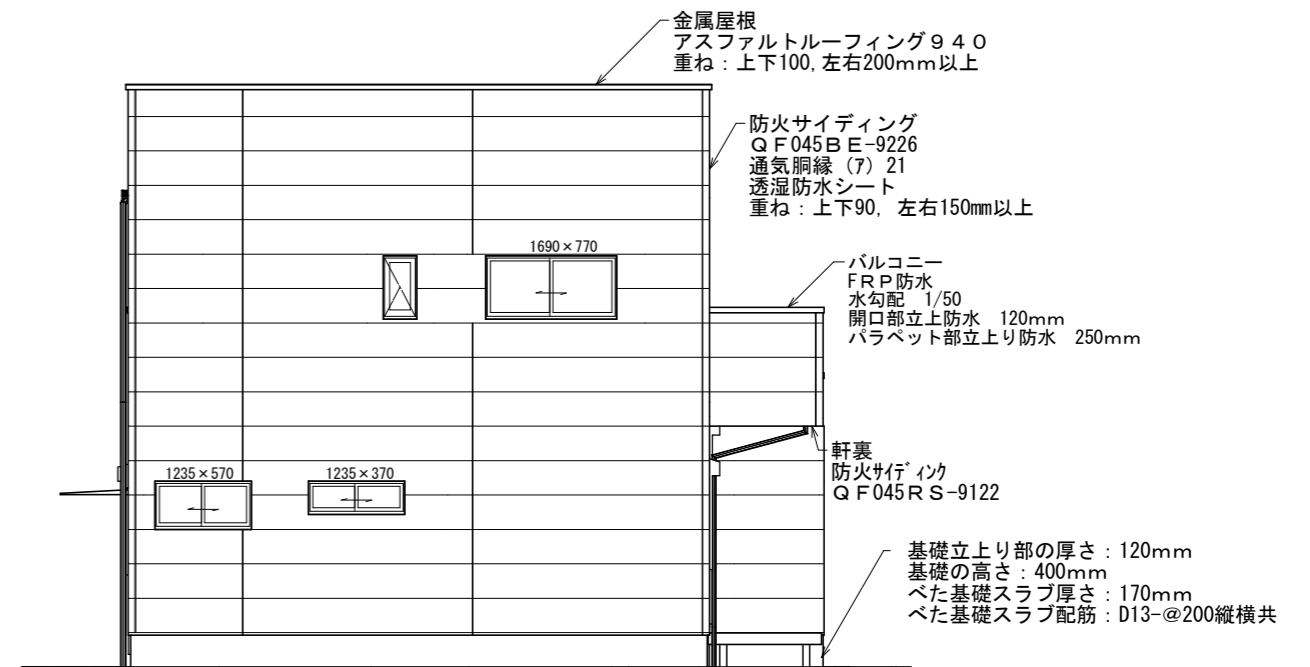 金属屋根
アスファルトルーフィング９４０
重ね：上下100,左右200mm以上
防火サイディング
ＱＦ045ＢＥ-9226
通気胴縁（ｱ）21
透湿防水シート
重ね：上下90, 左右150mm以上
1690×770
バルコニー
FＲＰ防水
水勾配　1/50
開口部立上防水　120mm
パラペット部立上り防水　250mm
1235×570
1235×370
軒裏
防火ｻｲﾃﾞｨﾝｸ
ＱＦ045ＲＳ-9122
基礎立上り部の厚さ：120mm
基礎の高さ：400mm
べた基礎スラブ厚さ：170mm
べた基礎スラブ配筋：D13-@200縦横共